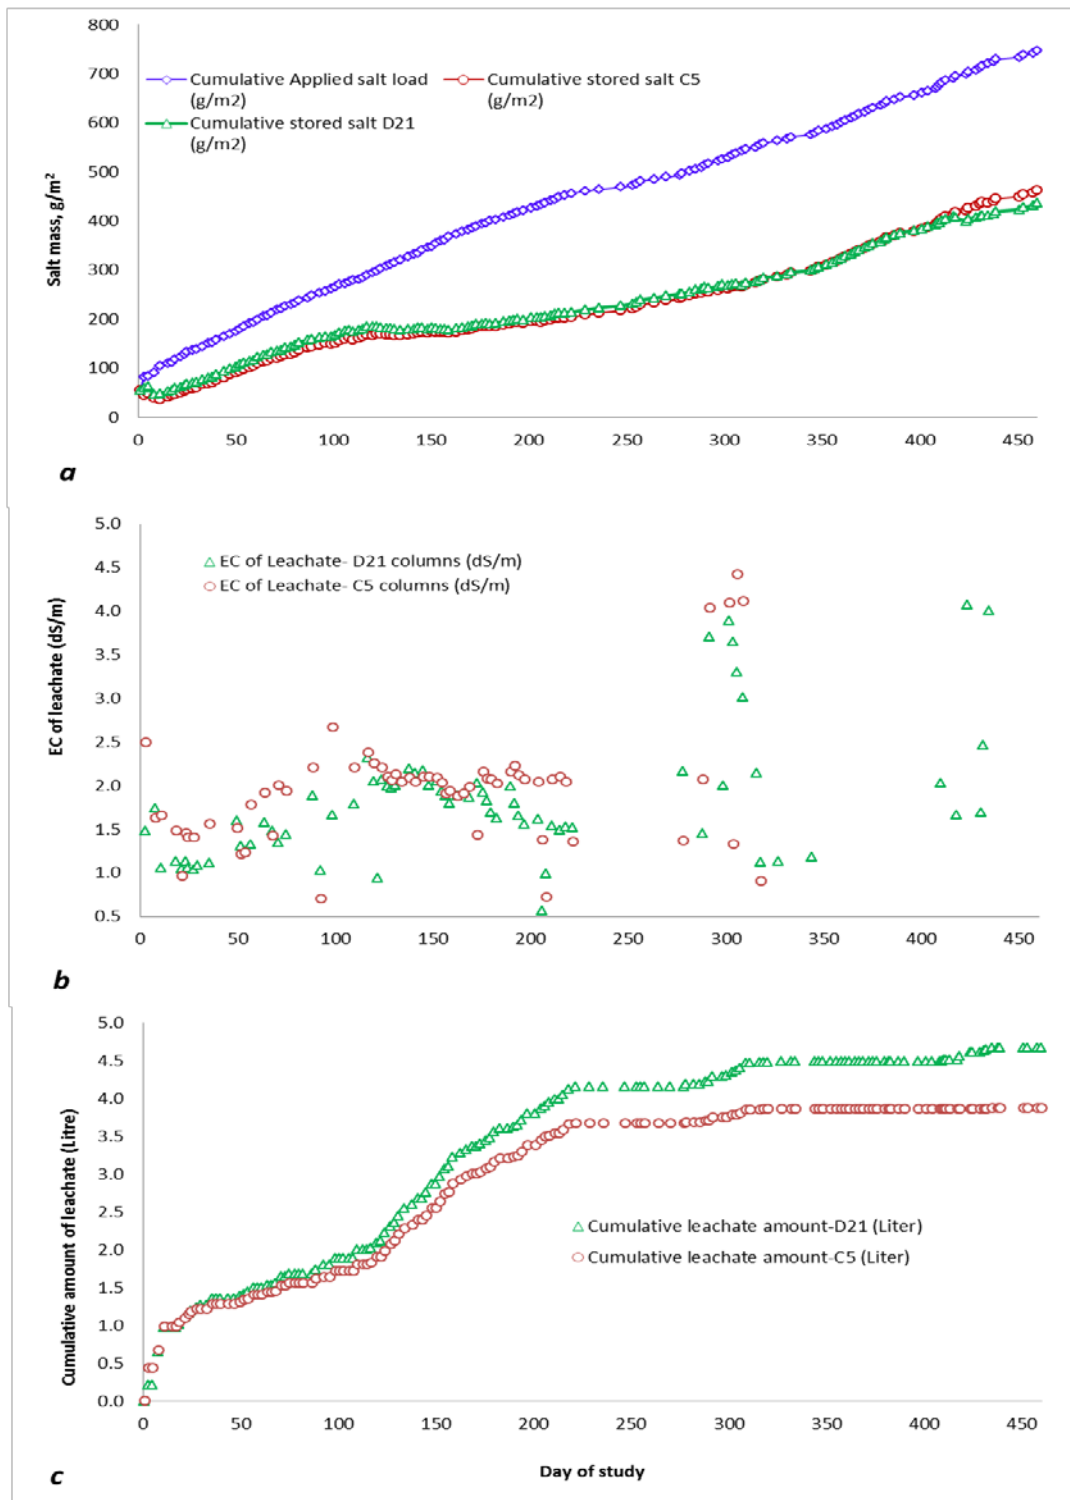 800
700
600
500
400
300
200
100
0
Salt mass, g/m²
Cumulative Applied salt load
(g/m2)
Cumulative stored salt C5
(g/m2)
Cumulative stored salt D21
(g/m2)
0 50 100 150 200 250 300 350 400 450
a
5.0
4.5
4.0
3.5
3.0
2.5
2.0
1.5
1.0
0.5
EC of leachate (dS/m)
EC of Leachate- D21 columns (dS/m)
EC of Leachate- C5 columns (dS/m)
0 50 100 150 200 250 300 350 400 450
b
5.0
4.5
4.0
3.5
3.0
2.5
2.0
1.5
1.0
0.5
0.0
Cumulative amount of leachate (Litre)
Cumulative leachate amount-D21 (Liter)
Cumulative leachate amount-C5 (Liter)
0 50 100 150 200 250 300 350 400 450
Day of study
c